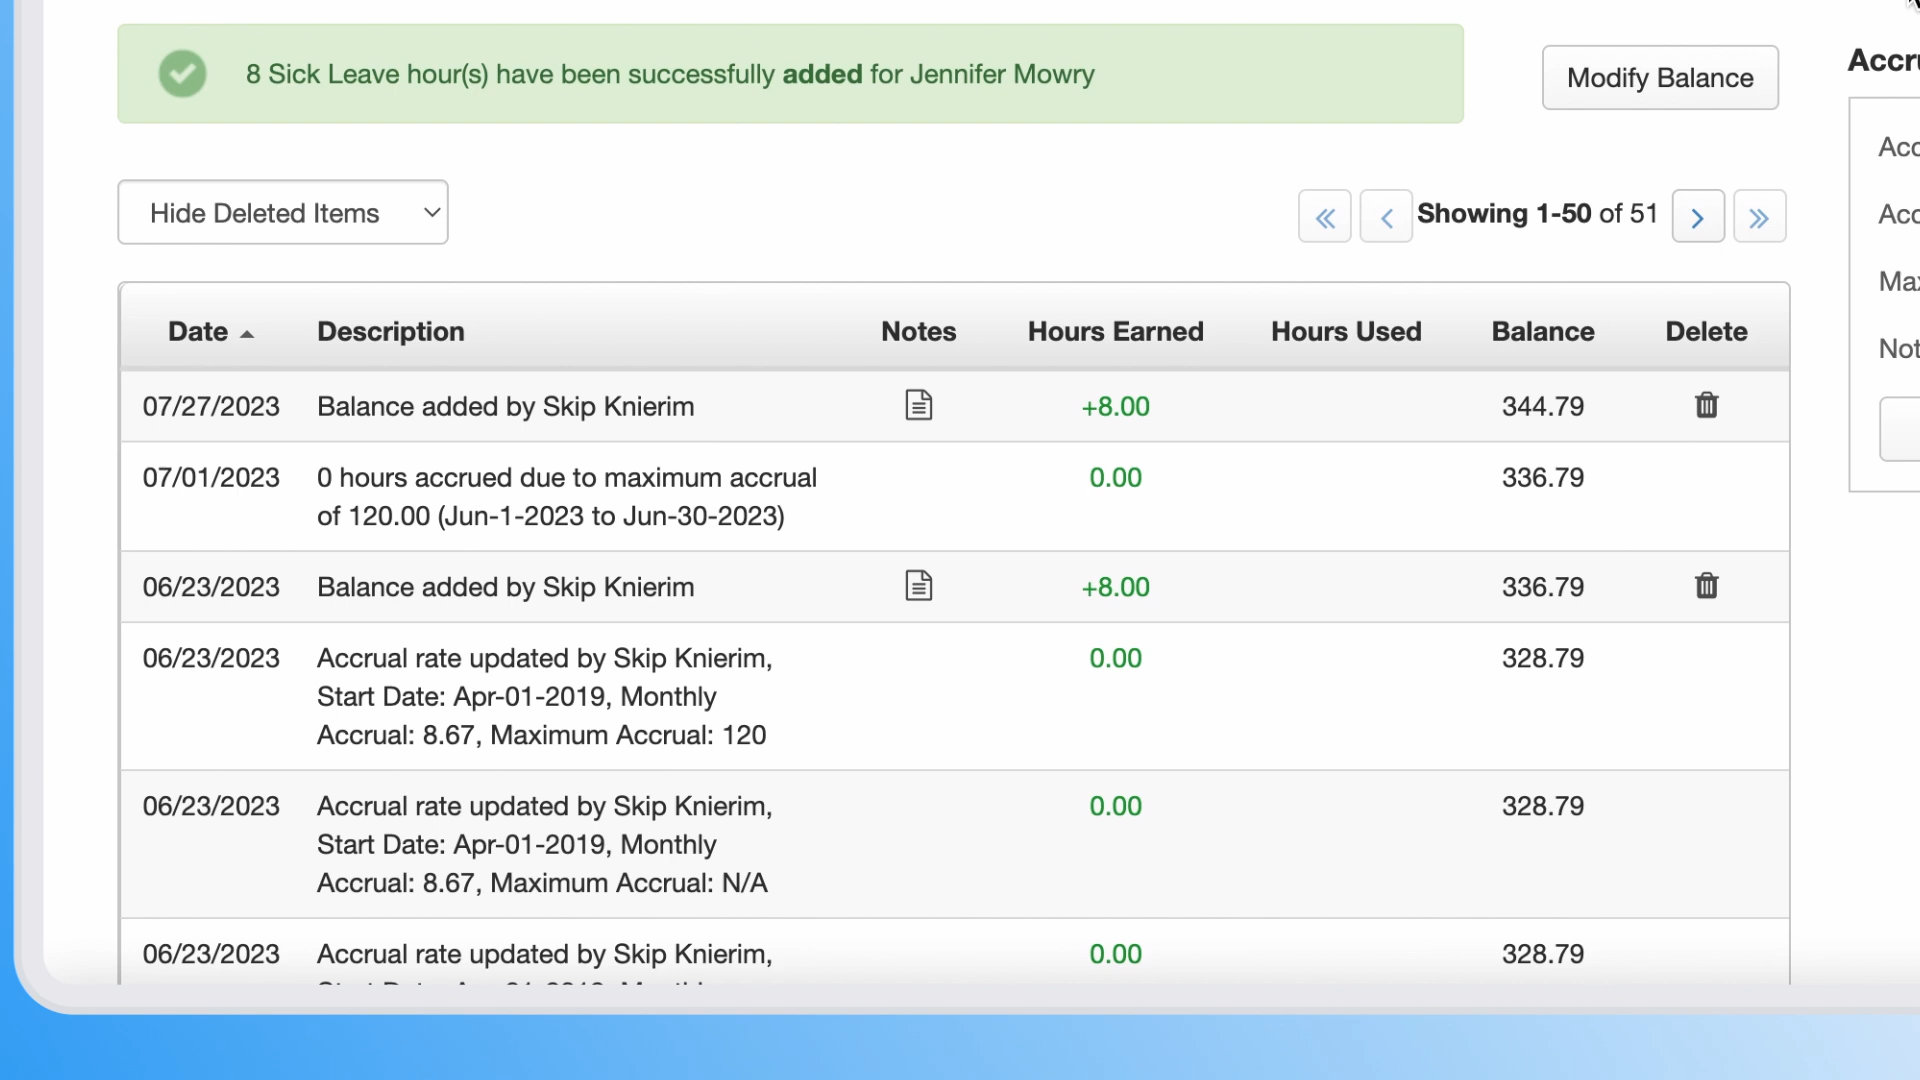 8 Sick Leave hour(s) have been successfully added for Jennifer Mowry
Modify Balance
Hide Deleted Items
Showing 1-50 of 51
Date Description Notes Hours Earned Hours Used Balance Delete
07/27/2023 Balance added by Skip Knierim +8.00 344.79
07/01/2023 0 hours accrued due to maximum accrual 0.00 336.79
of 120.00 (Jun-1-2023 to Jun-30-2023)
06/23/2023 Balance added by Skip Knierim +8.00 336.79
06/23/2023 Accrual rate updated by Skip Knierim, 0.00 328.79
Start Date: Apr-01-2019, Monthly
Accrual: 8.67, Maximum Accrual: 120
06/23/2023 Accrual rate updated by Skip Knierim, 0.00 328.79
Start Date: Apr-01-2019, Monthly
Accrual: 8.67, Maximum Accrual: N/A
06/23/2023 Accrual rate updated by Skip Knierim, 0.00 328.79